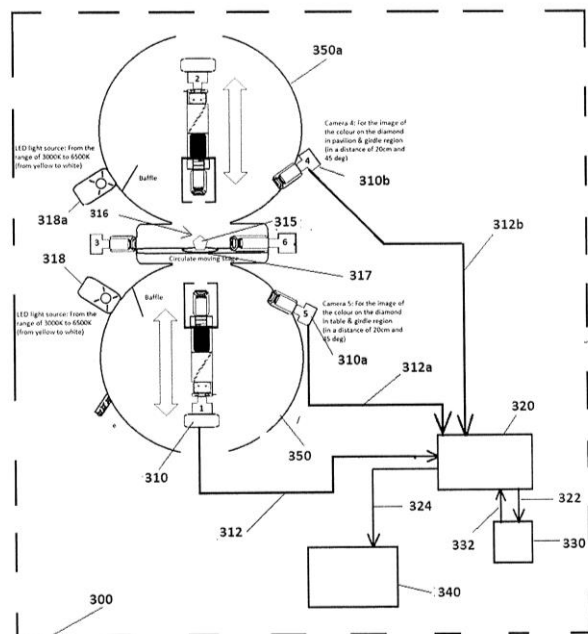 350a
2
Camera 4: For the image
of the colour on the diamond
in pavilion & girdle region
(in a distance of 20cm and
45 deg)
4
310b
LED light source: From the
range of 3000K to 6500K
(from yellow to white)
Baffle
318a
316
315
312b
3
6
318
317
Circulate moving stage
Baffle
LED light source: From the
range of 3000K to 6500K
(from yellow to white)
Camera 5: For the image
of the colour on the diamond
in table & girdle region
(in a distance of 20cm and
45 deg)
5
310a
312a
1
320
310
350
324
322
312
332
330
340
300